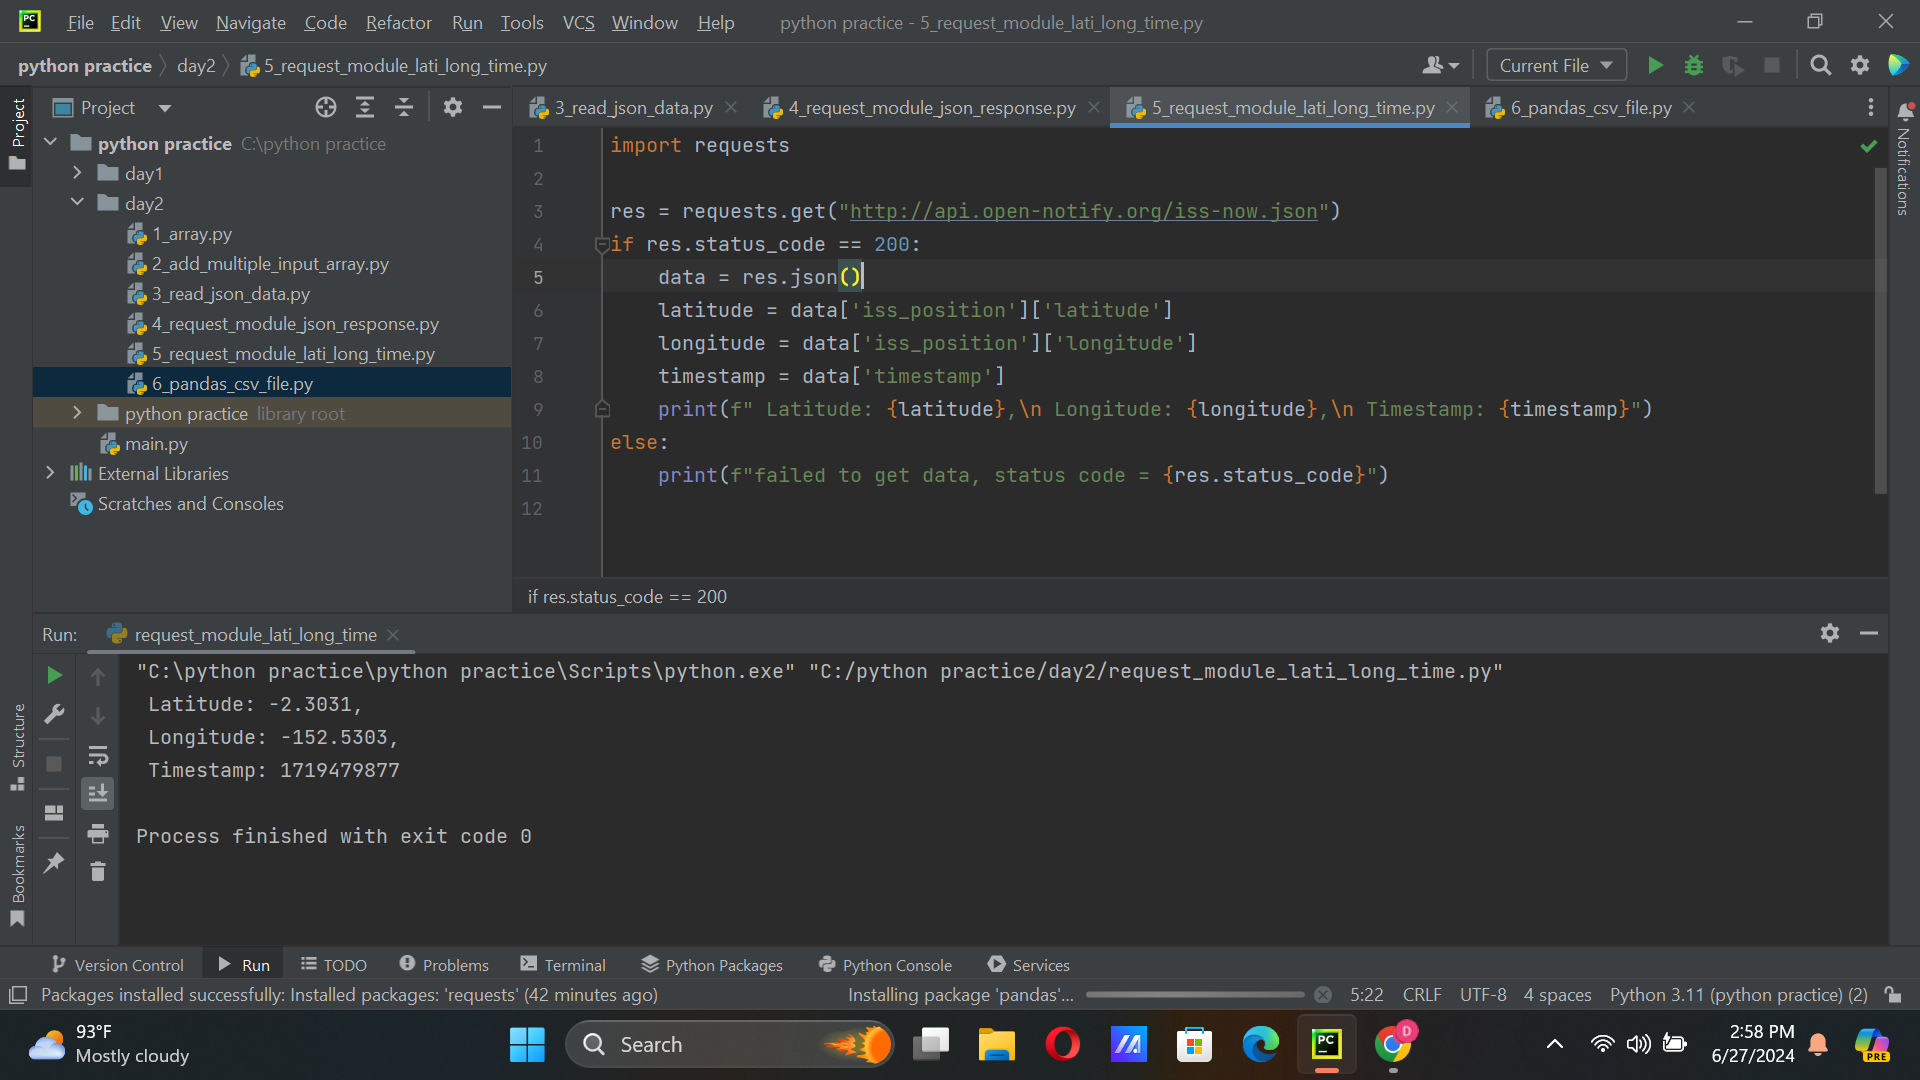 PC
File Edit View Navigate Code Refactor Run Tools VCS Window Help python practice - 5_request_module_lati_long_time.py
python practice day2 5_request_module_lati_long_time.py
Current File
Project
Project
3_read_json_data.py
4_request_module_json_response.py
5_request_module_lati_long_time.py
6_pandas_csv_file.py
Notifications
python practice C:\python practice
day1
day2
1_array.py
2_add_multiple_input_array.py
3_read_json_data.py
4_request_module_json_response.py
5_request_module_lati_long_time.py
6_pandas_csv_file.py
python practice library root
main.py
External Libraries
Scratches and Consoles
1 import requests
2
3 res = requests.get("http://api.open-notify.org/iss-now.json")
4 if res.status_code == 200:
5 data = res.json()
6 latitude = data['iss_position']['latitude']
7 longitude = data['iss_position']['longitude']
8 timestamp = data['timestamp']
9 print(f" Latitude: {latitude},\n Longitude: {longitude},\n Timestamp: {timestamp}")
10 else:
11 print(f"failed to get data, status code = {res.status_code}")
12
if res.status_code == 200
Run: request_module_lati_long_time
"C:\python practice\python practice\Scripts\python.exe" "C:/python practice/day2/request_module_lati_long_time.py"
Latitude: -2.3031,
Longitude: -152.5303,
Timestamp: 1719479877
Process finished with exit code 0
Structure
Bookmarks
Version Control Run TODO Problems Terminal Python Packages Python Console Services
Packages installed successfully: Installed packages: 'requests' (42 minutes ago) Installing package 'pandas'... 5:22 CRLF UTF-8 4 spaces Python 3.11 (python practice) (2)
93°F
Mostly cloudy
Search
PC
D
2:58 PM
6/27/2024
PRE